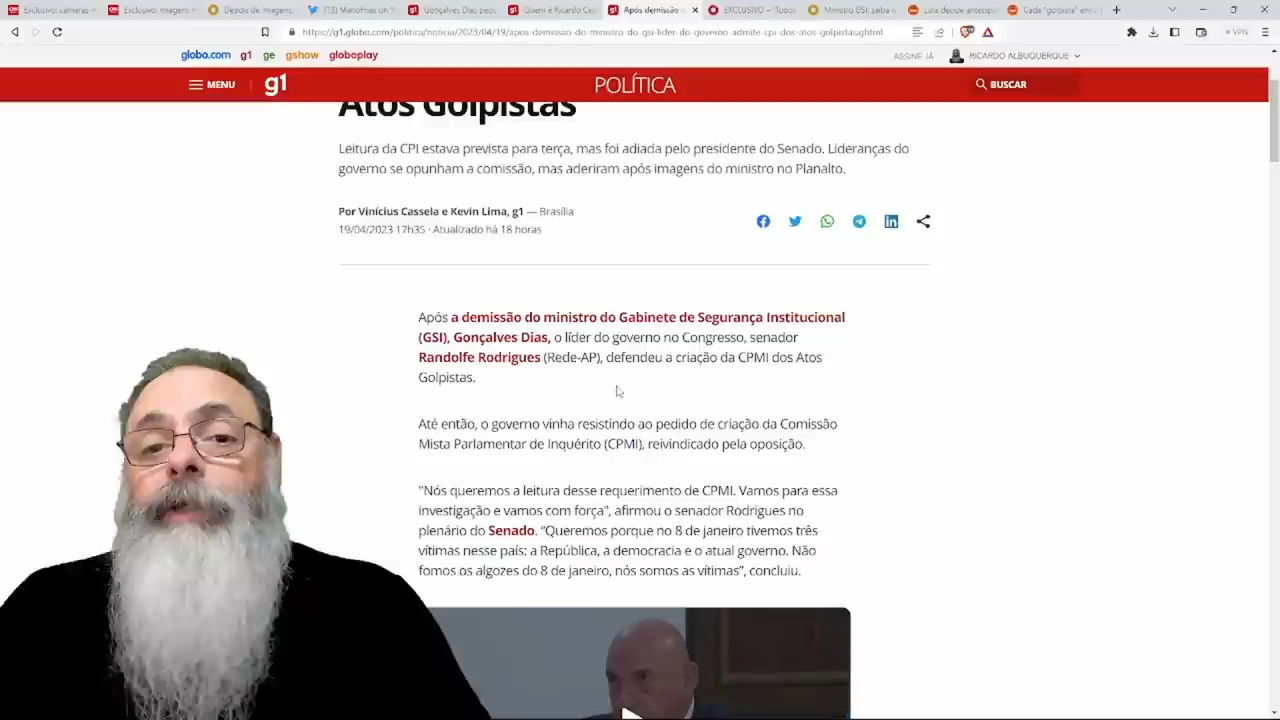 Exclusivo: câmeras m
Exclusivo: imagens m
Depois de imagens,
(13) Mariofrias on T
Gonçalves Dias ped
Quem é Ricardo Cap
Após demissão d
EXCLUSIVO – Todos
Ministro GSI saiba o
Lula decide antecipa
Cada "golpista" envi
https://g1.globo.com/politica/noticia/2023/04/19/apos-demissao-do-ministro-do-gsi-lider-do-governo-admite-cpi-dos-atos-golpistas.ghtml
VPN
globo.com g1 ge gshow globoplay
ASSINE JÁ
RICARDO ALBUQUERQUE
MENU
g1
POLÍTICA
BUSCAR
Atos Golpistas
Leitura da CPI estava prevista para terça, mas foi adiada pelo presidente do Senado. Lideranças do
governo se opunham a comissão, mas aderiram após imagens do ministro no Planalto.
Por Vinícius Cassela e Kevin Lima, g1 — Brasília
19/04/2023 17h35 · Atualizado há 18 horas
Após a demissão do ministro do Gabinete de Segurança Institucional
(GSI), Gonçalves Dias, o líder do governo no Congresso, senador
Randolfe Rodrigues (Rede-AP), defendeu a criação da CPMI dos Atos
Golpistas.
Até então, o governo vinha resistindo ao pedido de criação da Comissão
Mista Parlamentar de Inquérito (CPMI), reivindicado pela oposição.
"Nós queremos a leitura desse requerimento de CPMI. Vamos para essa
investigação e vamos com força", afirmou o senador Rodrigues no
plenário do Senado. "Queremos porque no 8 de janeiro tivemos três
vítimas nesse país: a República, a democracia e o atual governo. Não
fomos os algozes do 8 de janeiro, nós somos as vítimas", concluiu.